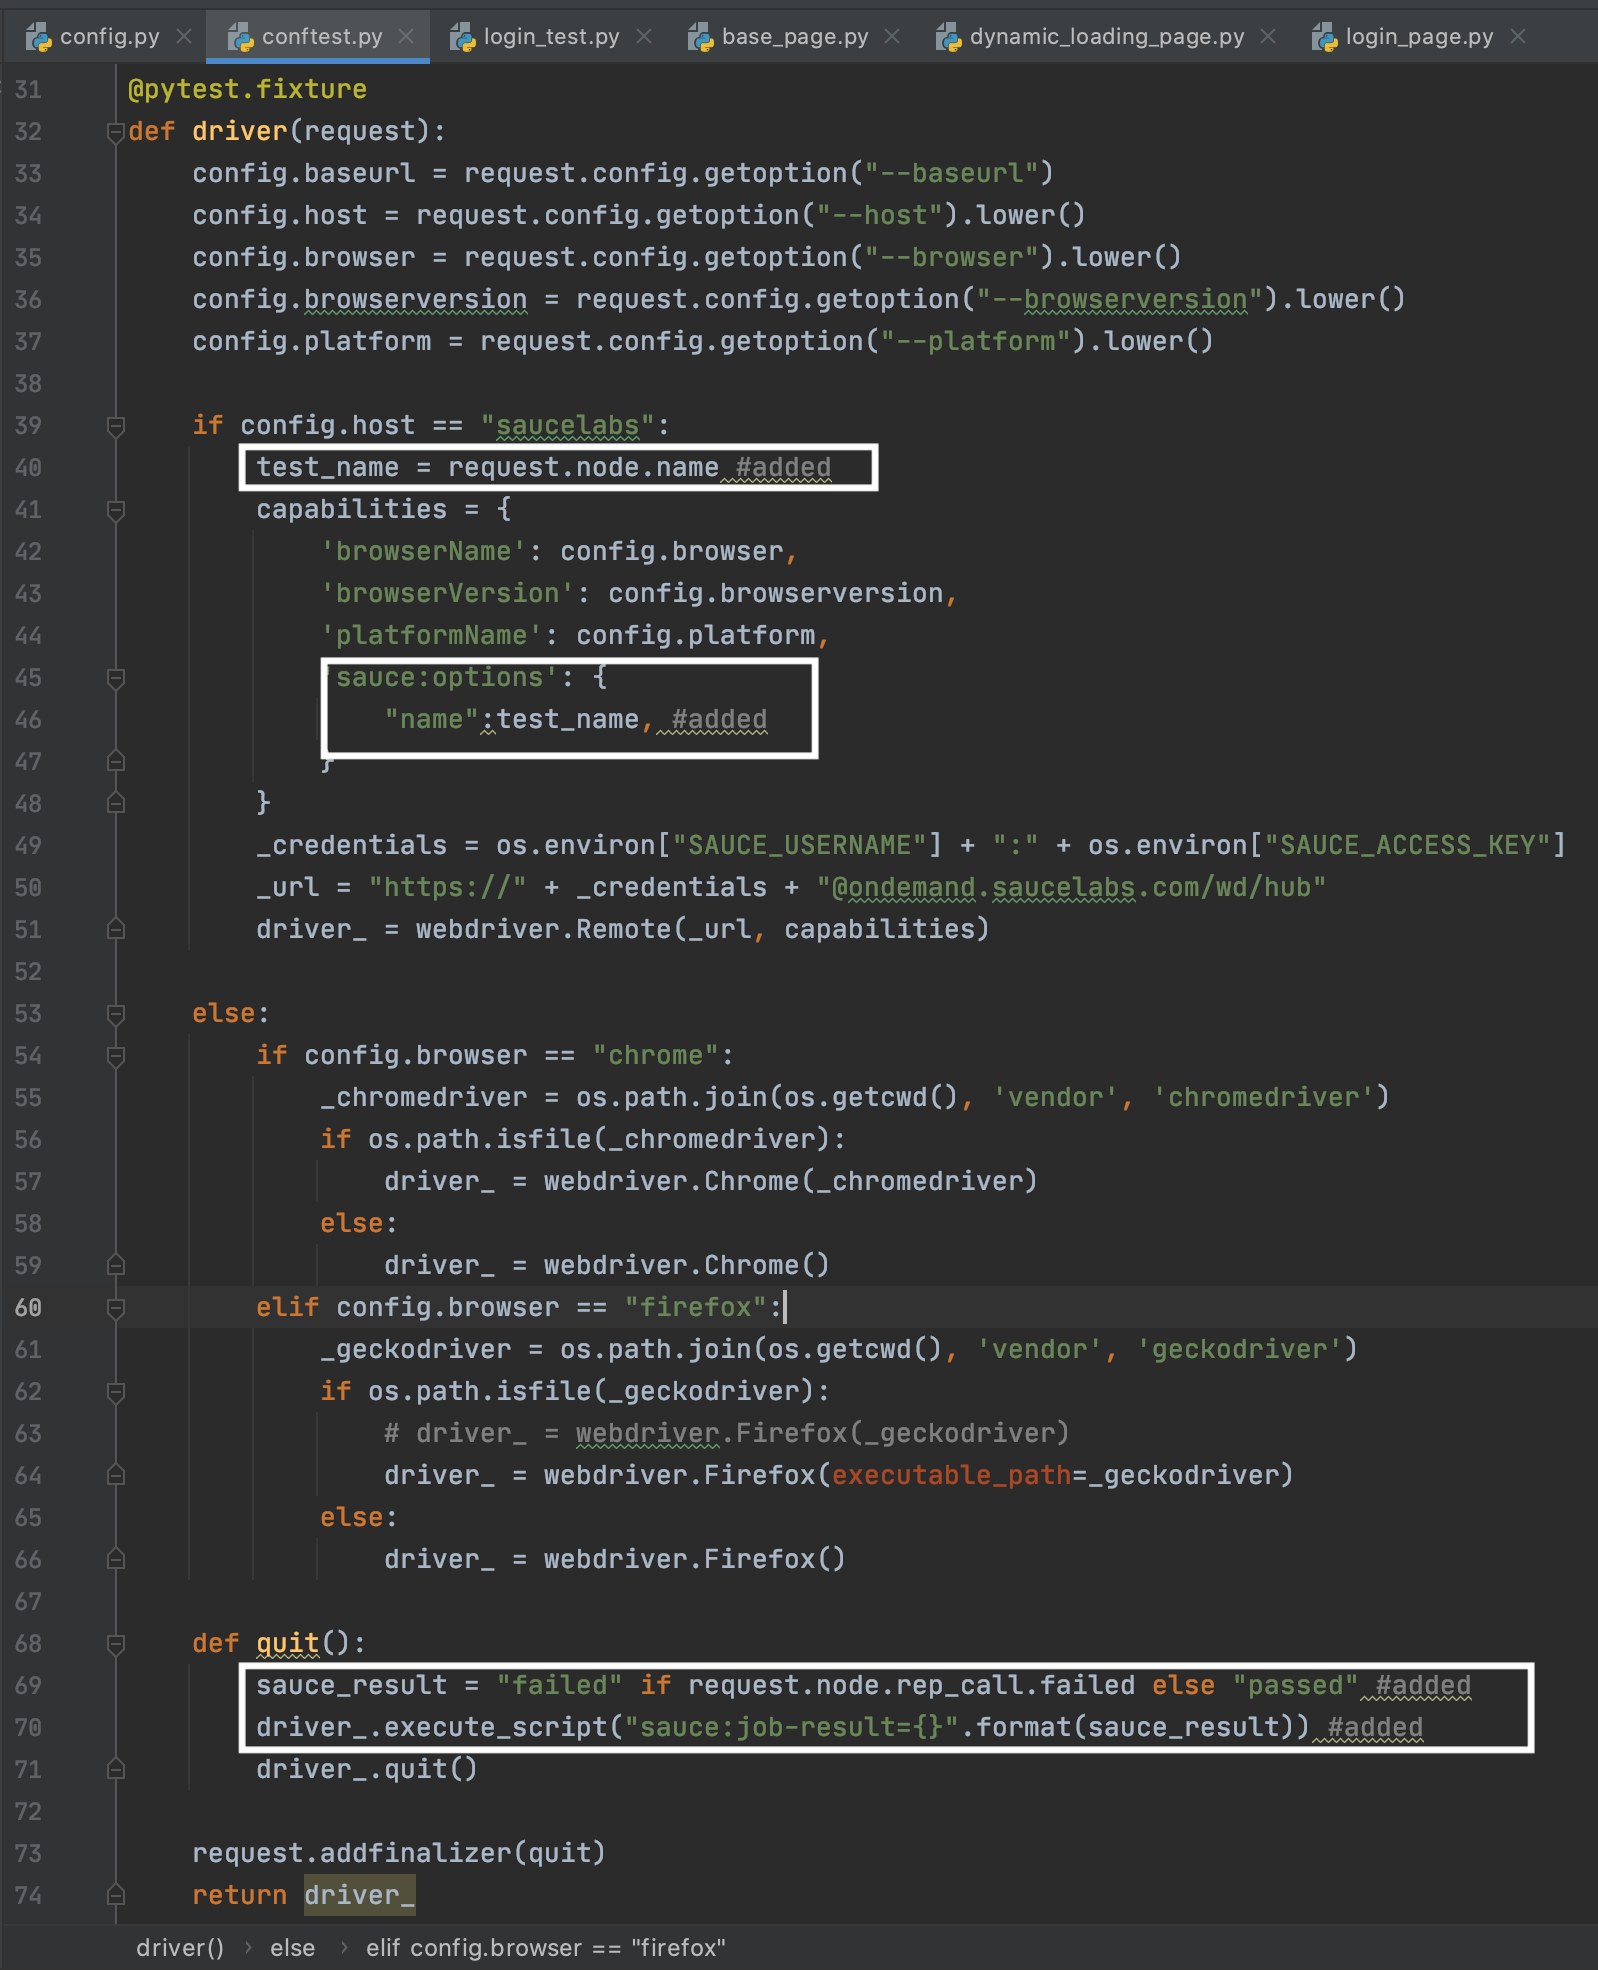 config.py
conftest.py
login_test.py
base_page.py
dynamic_loading_page.py
login_page.py
31 @pytest.fixture
32 def driver(request):
33     config.baseurl = request.config.getoption("--baseurl")
34     config.host = request.config.getoption("--host").lower()
35     config.browser = request.config.getoption("--browser").lower()
36     config.browserversion = request.config.getoption("--browserversion").lower()
37     config.platform = request.config.getoption("--platform").lower()
38
39     if config.host == "saucelabs":
40         test_name = request.node.name #added
41         capabilities = {
42             'browserName': config.browser,
43             'browserVersion': config.browserversion,
44             'platformName': config.platform,
45             'sauce:options': {
46                 "name":test_name, #added
47             }
48         }
49         _credentials = os.environ["SAUCE_USERNAME"] + ":" + os.environ["SAUCE_ACCESS_KEY"]
50         _url = "https://" + _credentials + "@ondemand.saucelabs.com/wd/hub"
51         driver_ = webdriver.Remote(_url, capabilities)
52
53     else:
54         if config.browser == "chrome":
55             _chromedriver = os.path.join(os.getcwd(), 'vendor', 'chromedriver')
56             if os.path.isfile(_chromedriver):
57                 driver_ = webdriver.Chrome(_chromedriver)
58             else:
59                 driver_ = webdriver.Chrome()
60         elif config.browser == "firefox":
61             _geckodriver = os.path.join(os.getcwd(), 'vendor', 'geckodriver')
62             if os.path.isfile(_geckodriver):
63                 # driver_ = webdriver.Firefox(_geckodriver)
64                 driver_ = webdriver.Firefox(executable_path=_geckodriver)
65             else:
66                 driver_ = webdriver.Firefox()
67
68     def quit():
69         sauce_result = "failed" if request.node.rep_call.failed else "passed" #added
70         driver_.execute_script("sauce:job-result={}".format(sauce_result)) #added
71         driver_.quit()
72
73     request.addfinalizer(quit)
74     return driver_
driver() › else › elif config.browser == "firefox"